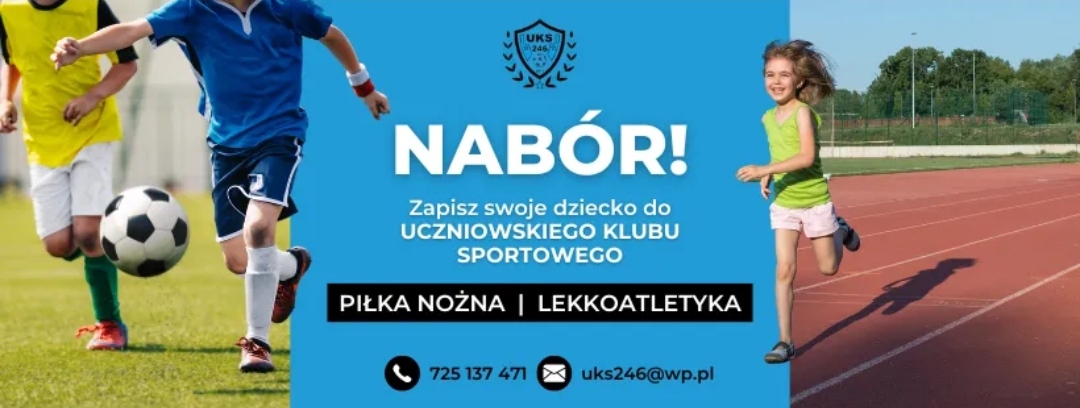 UKS
246
NABÓR!
Zapisz swoje dziecko do
UCZNIOWSKIEGO KLUBU
SPORTOWEGO
PIŁKA NOŻNA | LEKKOATLETYKA
725 137 471 uks246@wp.pl